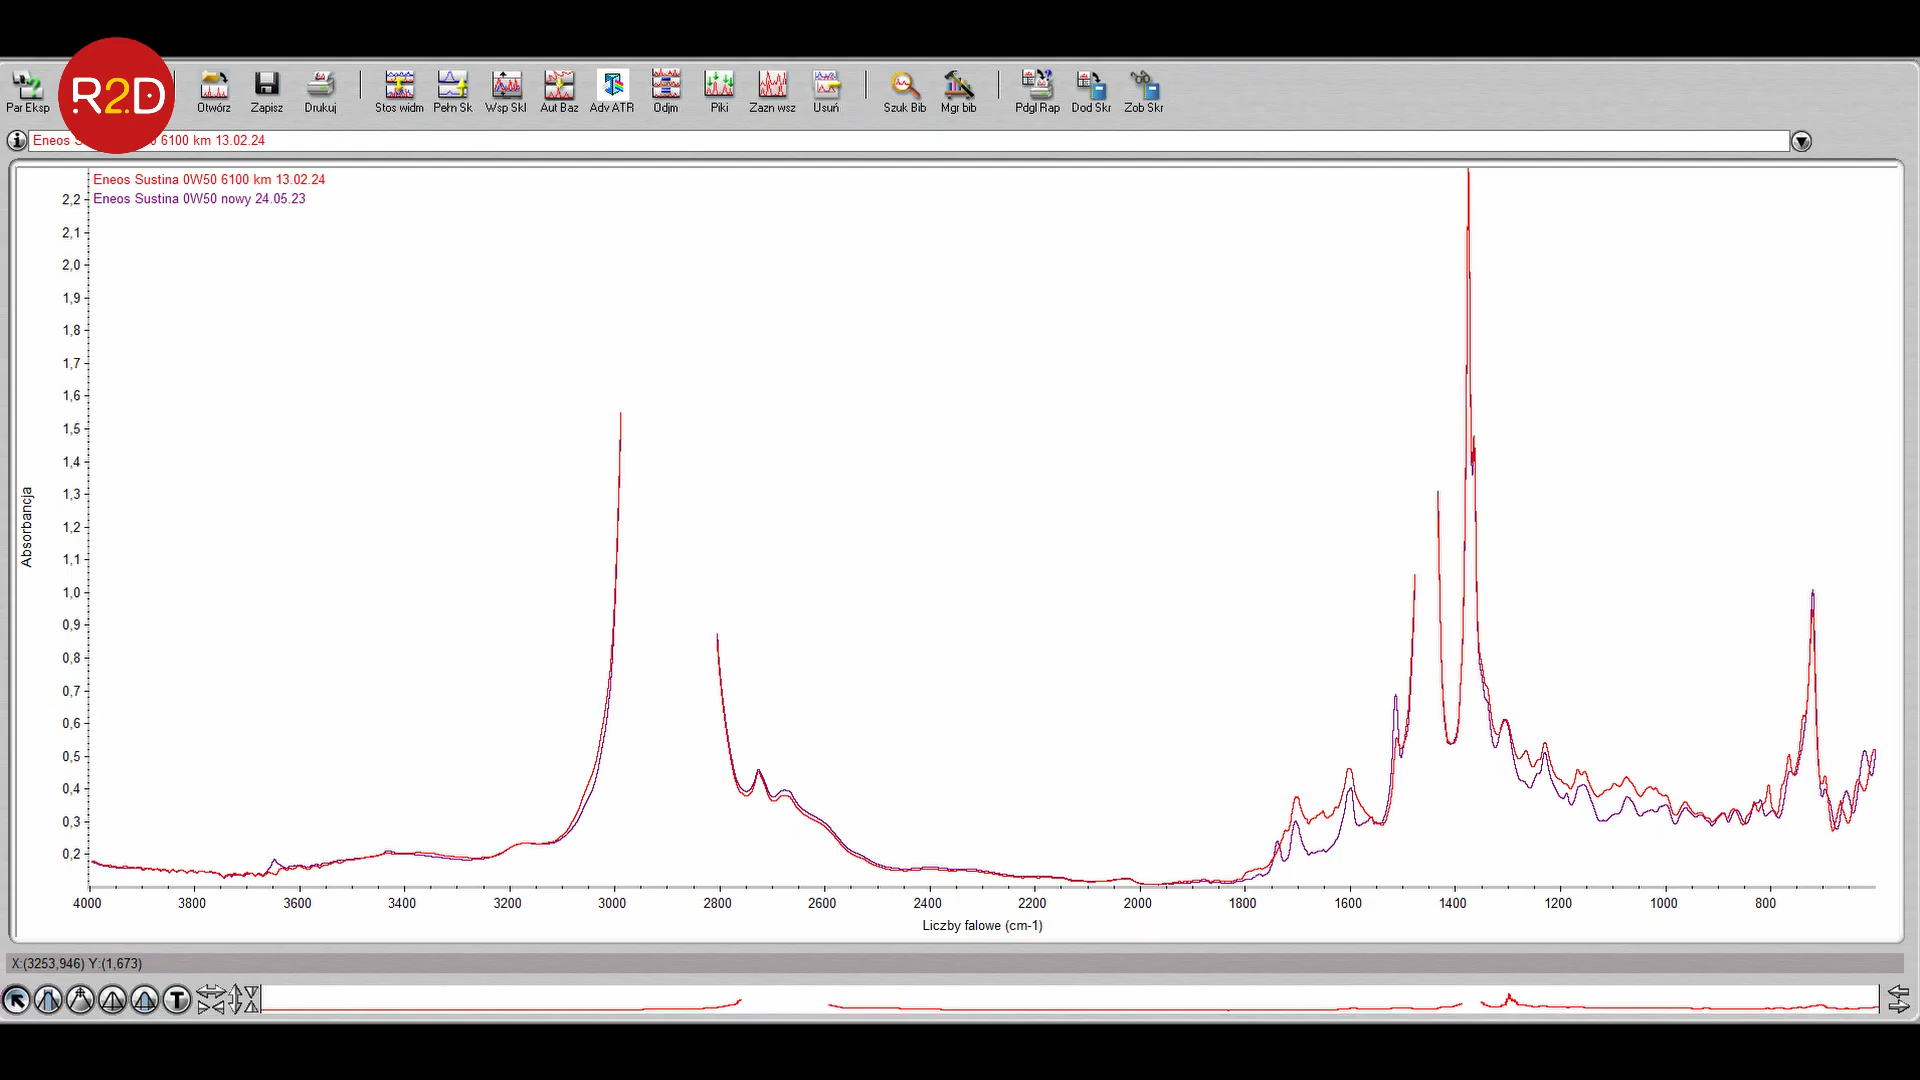 R2D
Par Eksp Otwórz Zapisz Drukuj Stos widm Pełn Sk Wsp Skl Aut Baz Adv ATR Odjm Piki Zazn wsz Usuń Szuk Bib Mgr bib Pdgl Rap Dod Skr Zob Skr
Eneos S 6100 km 13.02.24
Eneos Sustina 0W50 6100 km 13.02.24
Eneos Sustina 0W50 nowy 24.05.23
2,2
2,1
2,0
1,9
1,8
1,7
1,6
1,5
1,4
1,3
1,2
1,1
1,0
0,9
0,8
0,7
0,6
0,5
0,4
0,3
0,2
Absorbancja
4000 3800 3600 3400 3200 3000 2800 2600 2400 2200 2000 1800 1600 1400 1200 1000 800
Liczby falowe (cm-1)
X:(3253,946) Y:(1,673)
T